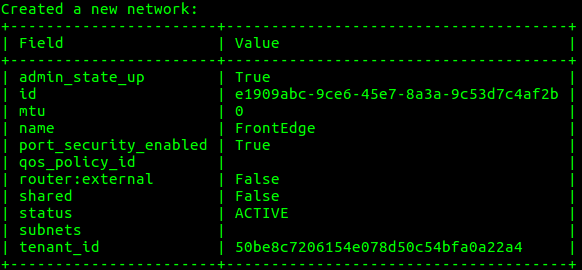 Created a new network:
+-----------------------+--------------------------------------+
| Field                 | Value                                |
+-----------------------+--------------------------------------+
| admin_state_up        | True                                 |
| id                    | e1909abc-9ce6-45e7-8a3a-9c53d7c4af2b |
| mtu                   | 0                                    |
| name                  | FrontEdge                            |
| port_security_enabled | True                                 |
| qos_policy_id         |                                      |
| router:external       | False                                |
| shared                | False                                |
| status                | ACTIVE                               |
| subnets               |                                      |
| tenant_id             | 50be8c7206154e078d50c54bfa0a22a4     |
+-----------------------+--------------------------------------+